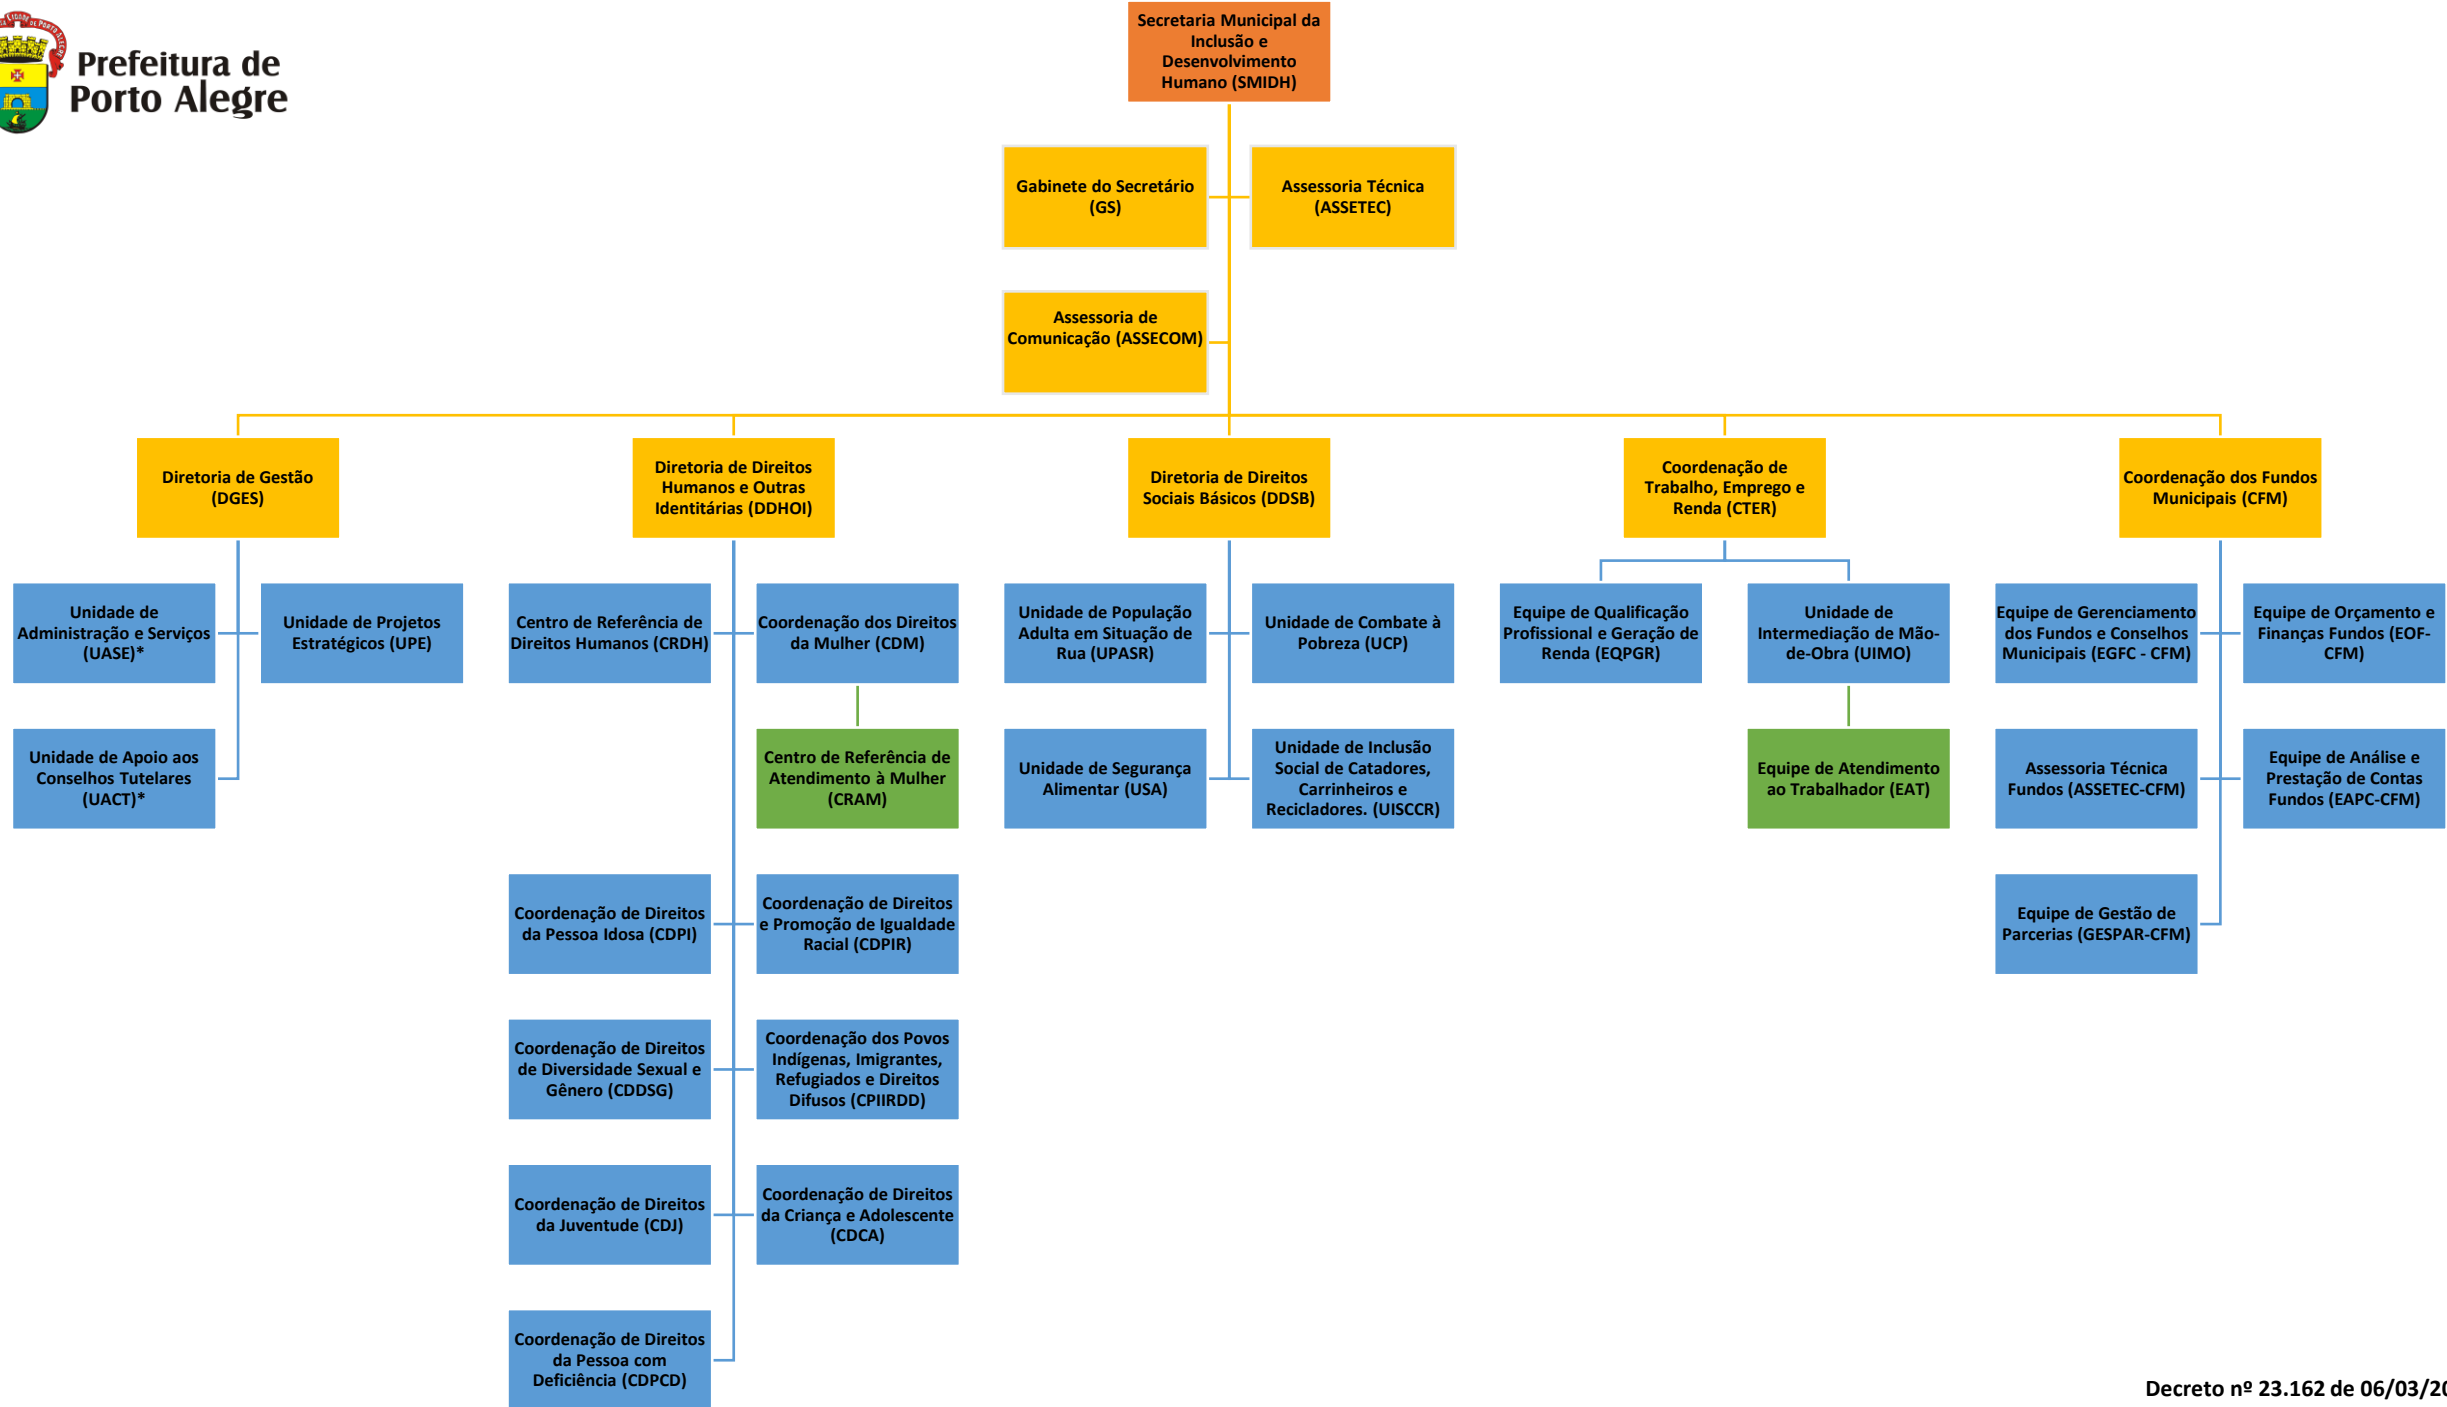 Prefeitura de
Porto Alegre
Secretaria Municipal da
Inclusão e
Desenvolvimento
Humano (SMIDH)
Gabinete do Secretário
(GS)
Assessoria Técnica
(ASSETEC)
Assessoria de
Comunicação (ASSECOM)
Diretoria de Gestão
(DGES)
Diretoria de Direitos
Humanos e Outras
Identitárias (DDHOI)
Diretoria de Direitos
Sociais Básicos (DDSB)
Coordenação de
Trabalho, Emprego e
Renda (CTER)
Coordenação dos Fundos
Municipais (CFM)
Unidade de
Administração e Serviços
(UASE)*
Unidade de Projetos
Estratégicos (UPE)
Centro de Referência de
Direitos Humanos (CRDH)
Coordenação dos Direitos
da Mulher (CDM)
Unidade de População
Adulta em Situação de
Rua (UPASR)
Unidade de Combate à
Pobreza (UCP)
Equipe de Qualificação
Profissional e Geração de
Renda (EQPGR)
Unidade de
Intermediação de Mão-
de-Obra (UIMO)
Equipe de Gerenciamento
dos Fundos e Conselhos
Municipais (EGFC - CFM)
Equipe de Orçamento e
Finanças Fundos (EOF-
CFM)
Unidade de Apoio aos
Conselhos Tutelares
(UACT)*
Centro de Referência de
Atendimento à Mulher
(CRAM)
Unidade de Segurança
Alimentar (USA)
Unidade de Inclusão
Social de Catadores,
Carrinheiros e
Recicladores. (UISCCR)
Equipe de Atendimento
ao Trabalhador (EAT)
Assessoria Técnica
Fundos (ASSETEC-CFM)
Equipe de Análise e
Prestação de Contas
Fundos (EAPC-CFM)
Coordenação de Direitos
da Pessoa Idosa (CDPI)
Coordenação de Direitos
e Promoção de Igualdade
Racial (CDPIR)
Equipe de Gestão de
Parcerias (GESPAR-CFM)
Coordenação de Direitos
de Diversidade Sexual e
Gênero (CDDSG)
Coordenação dos Povos
Indígenas, Imigrantes,
Refugiados e Direitos
Difusos (CPIIRDD)
Coordenação de Direitos
da Juventude (CDJ)
Coordenação de Direitos
da Criança e Adolescente
(CDCA)
Coordenação de Direitos
da Pessoa com
Deficiência (CDPCD)
Decreto nº 23.162 de 06/03/20